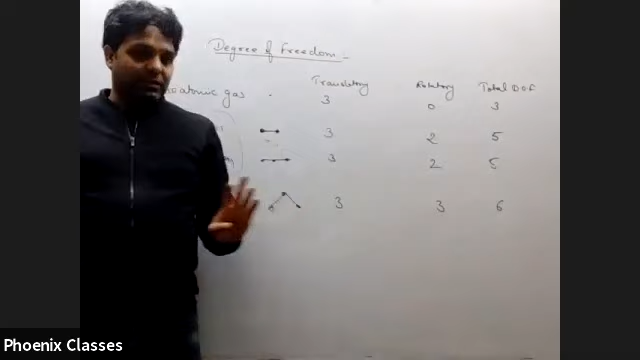 Degree of Freedom
Translatory Rotatory Total DOF
atomic gas 3 0 3
3 2 5
3 2 5
3 3 6
Phoenix Classes